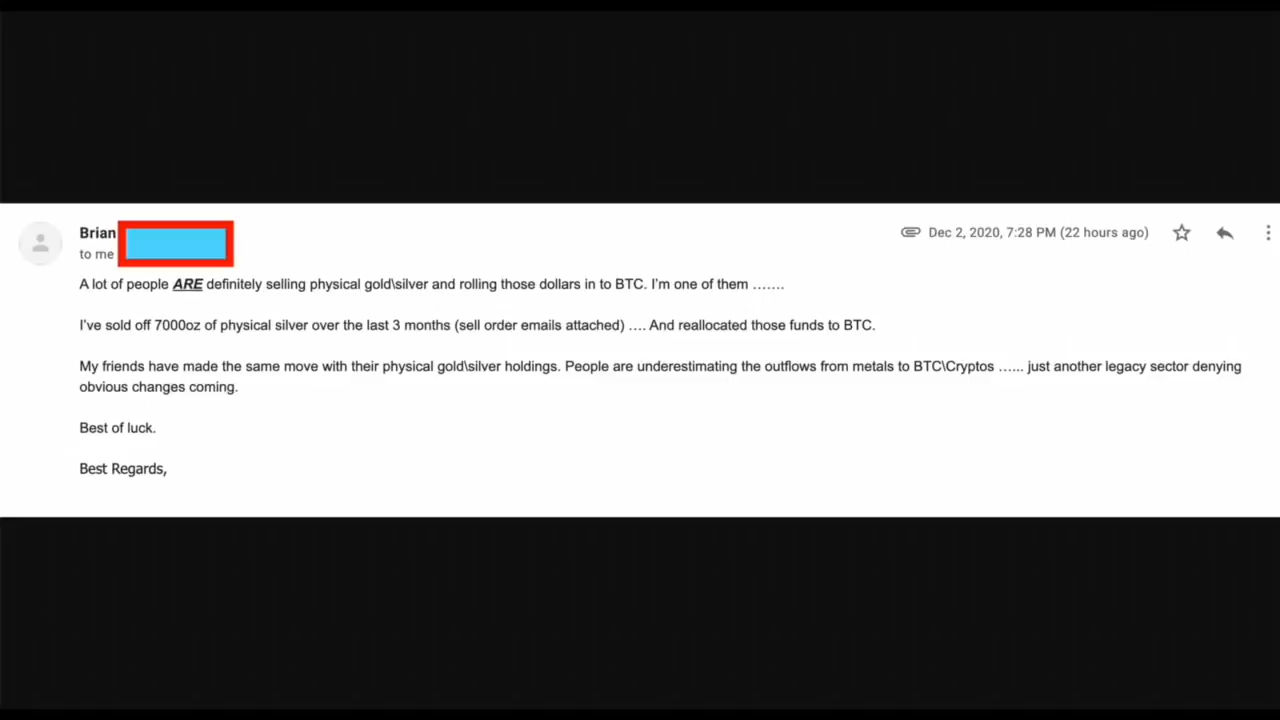 Brian
Dec 2, 2020, 7:28 PM (22 hours ago)
to me
A lot of people ARE definitely selling physical gold\silver and rolling those dollars in to BTC. I'm one of them …….
I've sold off 7000oz of physical silver over the last 3 months (sell order emails attached) …. And reallocated those funds to BTC.
My friends have made the same move with their physical gold\silver holdings. People are underestimating the outflows from metals to BTC\Cryptos …... just another legacy sector denying
obvious changes coming.
Best of luck.
Best Regards,